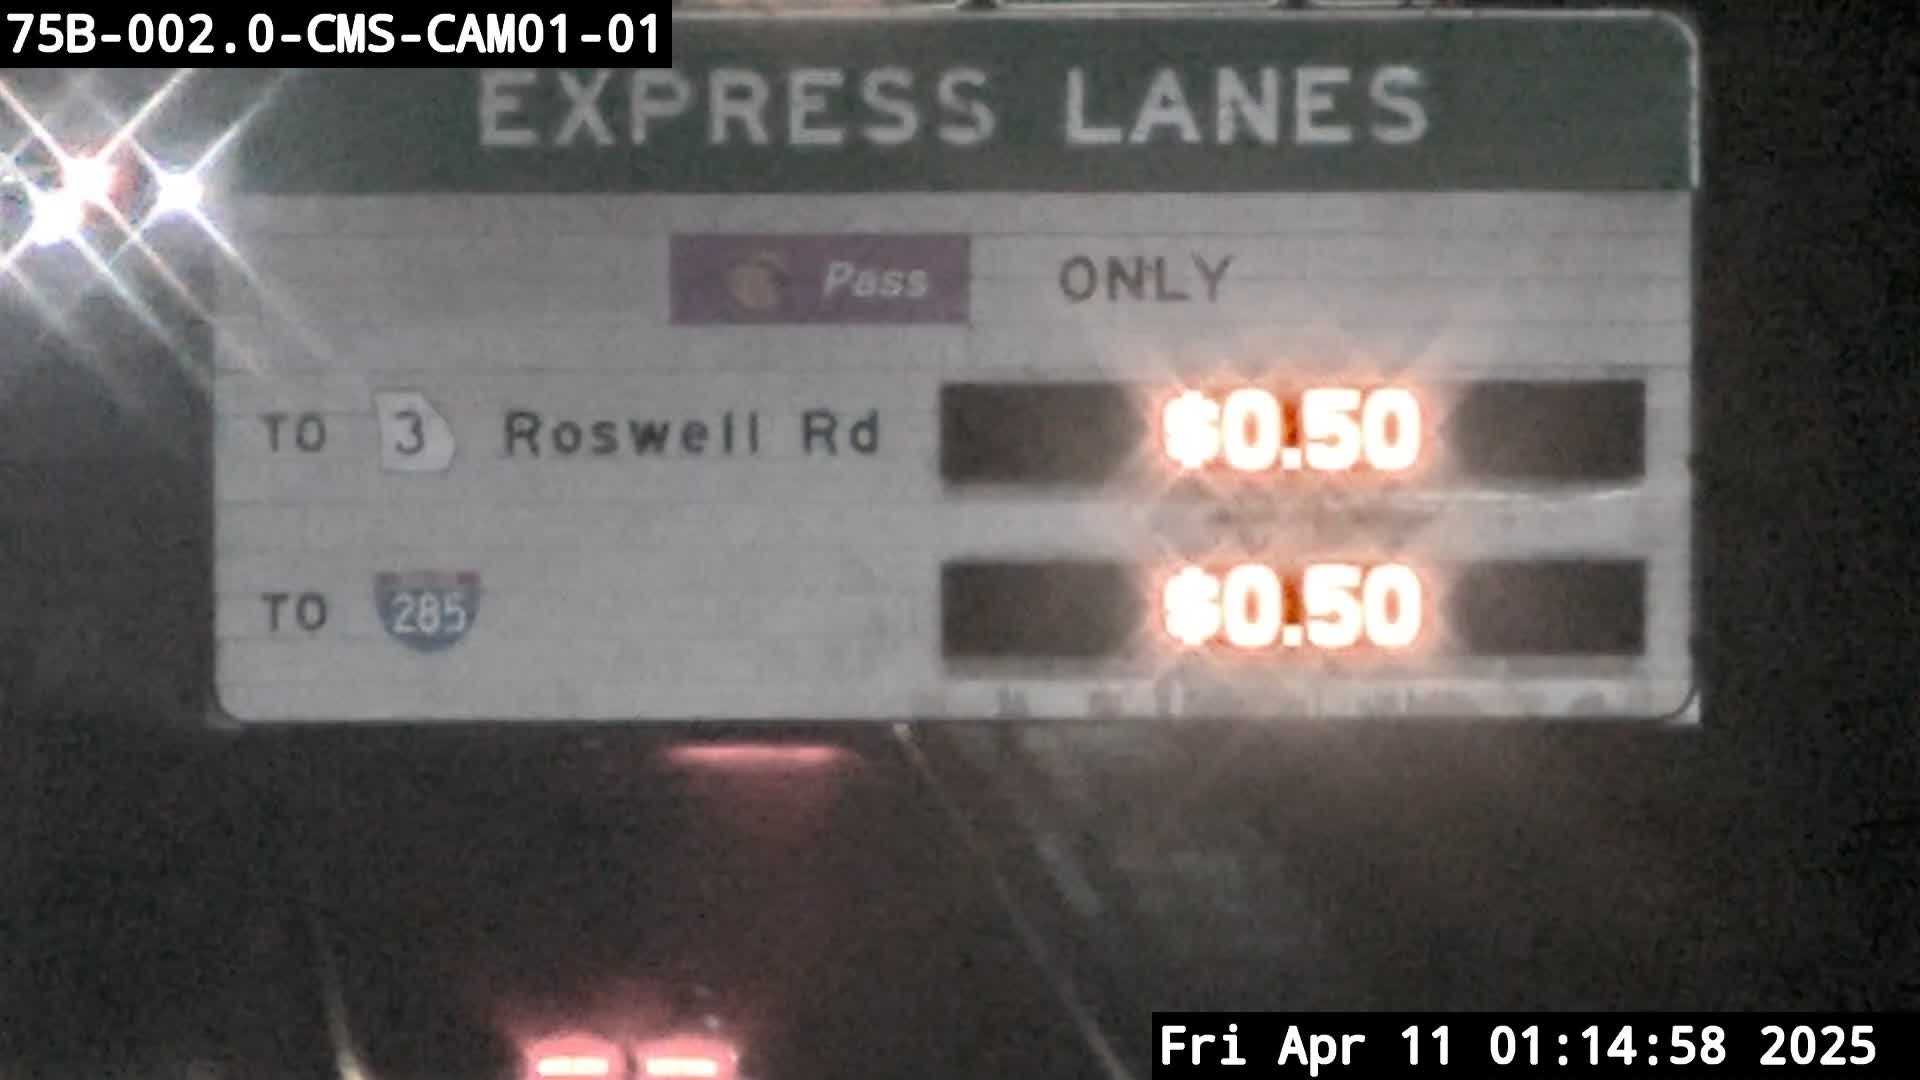 75B-002.0-CMS-CAM01-01
EXPRESS LANES
Pass ONLY
TO 3 Roswell Rd $0.50
TO 285 $0.50
Fri Apr 11 01:14:58 2025